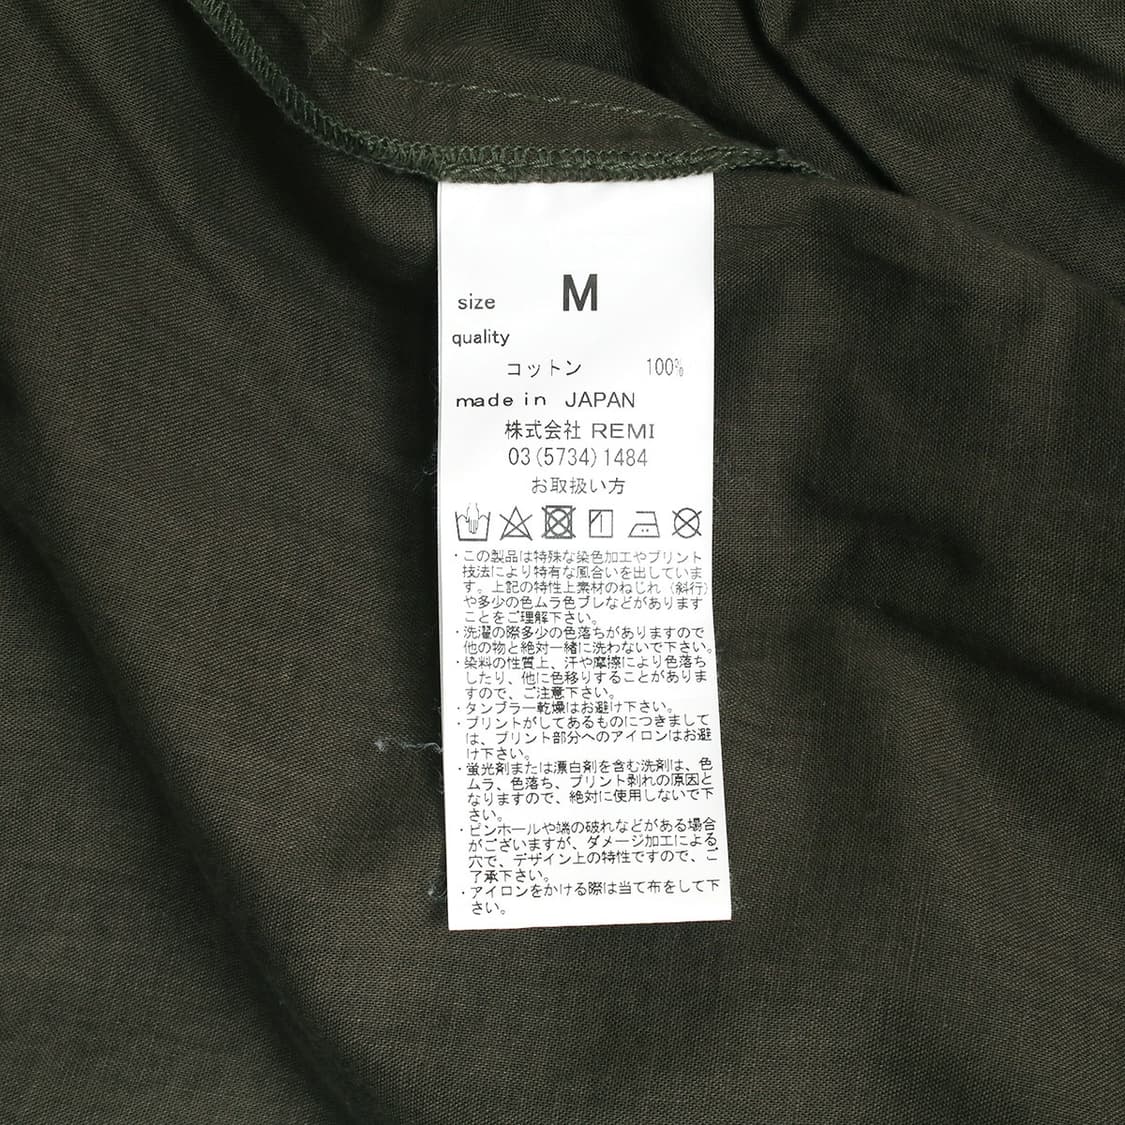 size M
quality
コットン 100%
made in JAPAN
株式会社 REMI
03(5734)1484
お取扱い方
・この製品は特殊な染色加工やプリント
技法により特有な風合いを出していま
す。上記の特性上素材のねじれ（斜行）
や多少の色ムラ色ブレなどがあります
ことをご理解下さい。
・洗濯の際多少の色落ちがありますので
他の物と絶対一緒に洗わないで下さい。
・染料の性質上、汗や摩擦により色落ち
したり、他に色移りすることがありま
すので、ご注意下さい。
・タンブラー乾燥はお避け下さい。
・プリントがしてあるものにつきまして
は、プリント部分へのアイロンはお避
け下さい。
・蛍光剤または漂白剤を含む洗剤は、色
ムラ、色落ち、プリント剥れの原因と
なりますので、絶対に使用しないで下
さい。
・ピンホールや端の破れなどがある場合
がございますが、ダメージ加工による
穴で、デザイン上の特性ですので、ご
了承下さい。
・アイロンをかける際は当て布をして下
さい。